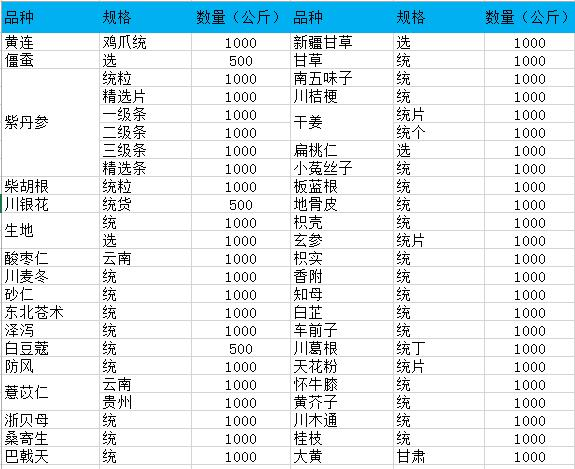 品种 规格 数量（公斤） 品种 规格 数量（公斤）
黄连 鸡爪统 1000 新疆甘草 选 1000
僵蚕 选 500 甘草 统 1000
紫丹参 统粒 1000 南五味子 统 1000
精选片 1000 川桔梗 统 1000
一级条 1000 干姜 统片 1000
二级条 1000 统个 1000
三级条 1000 扁桃仁 选 1000
精选条 1000 小菟丝子 统 1000
柴胡根 统粒 1000 板蓝根 统 1000
川银花 统货 500 地骨皮 统 1000
生地 统 1000 枳壳 统 1000
选 1000 玄参 统片 1000
酸枣仁 云南 1000 枳实 统 1000
川麦冬 统 1000 香附 统 1000
砂仁 统 1000 知母 统 1000
东北苍术 统 1000 白芷 统 1000
泽泻 统 1000 车前子 统 1000
白豆蔻 统 500 川葛根 统丁 1000
防风 统 1000 天花粉 统片 1000
薏苡仁 云南 1000 怀牛膝 统 1000
贵州 1000 黄芥子 统 1000
浙贝母 统 1000 川木通 统 1000
桑寄生 统 1000 桂枝 统 1000
巴戟天 统 1000 大黄 甘肃 1000